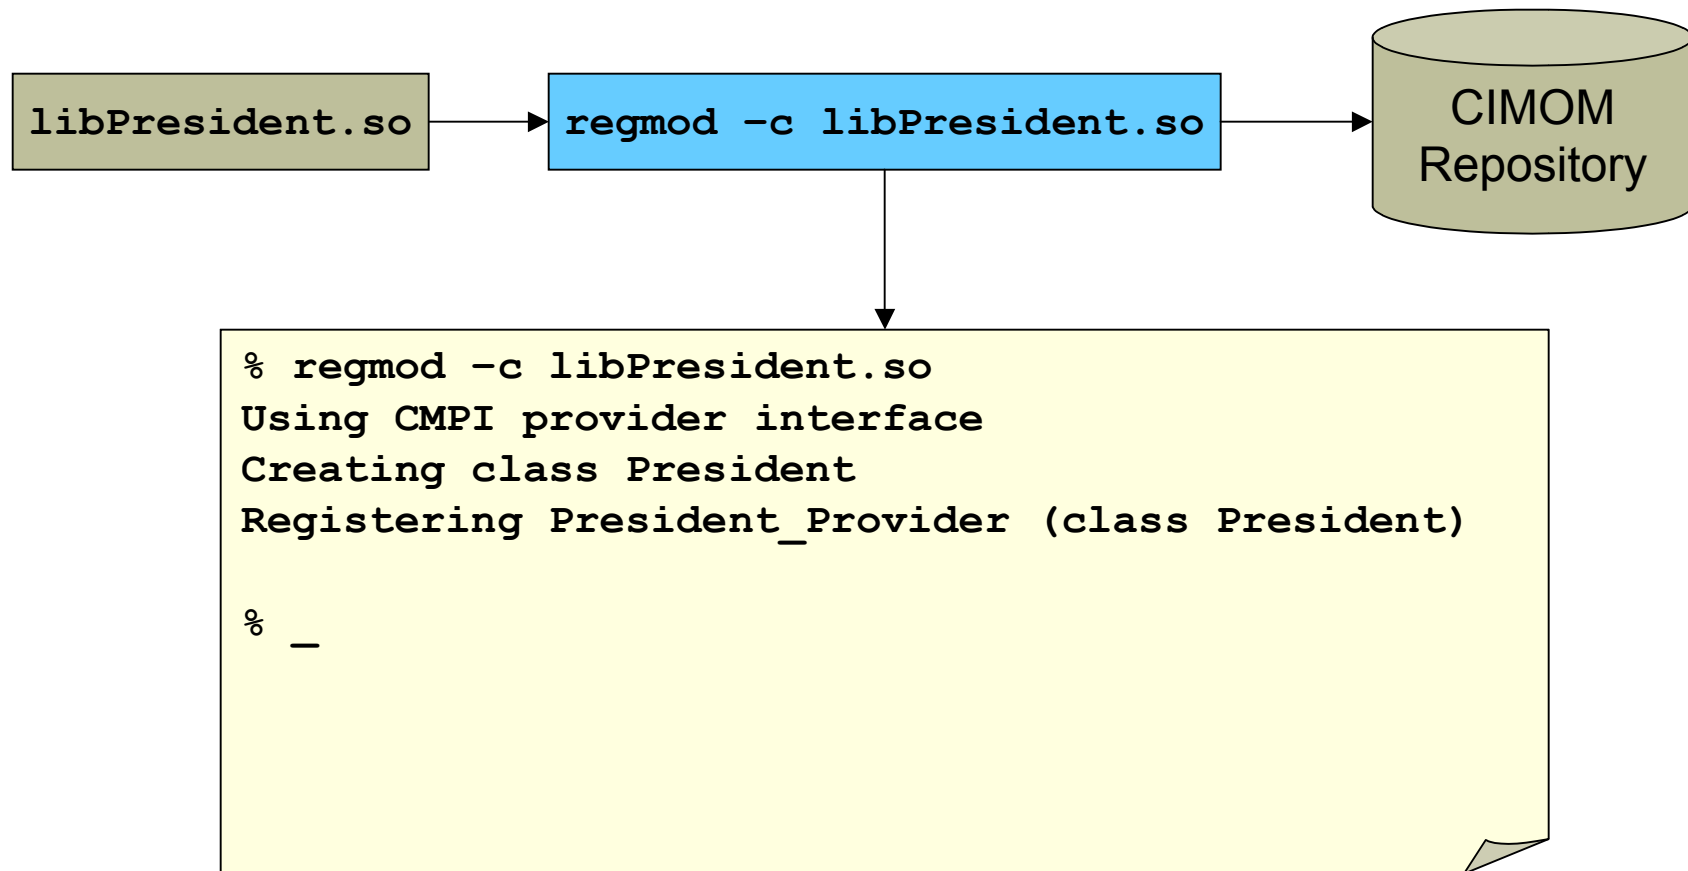 libPresident.so
regmod –c libPresident.so
CIMOM
Repository
% regmod –c libPresident.so
Using CMPI provider interface
Creating class President
Registering President_Provider (class President)
% _